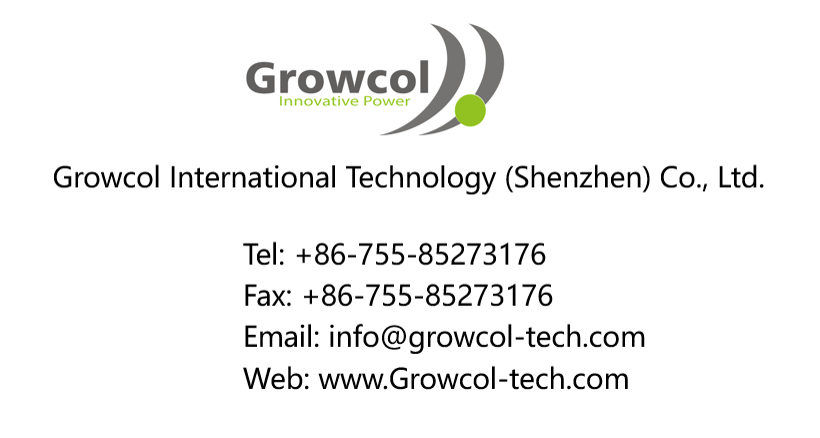 Growcol
Innovative Power
Growcol International Technology (Shenzhen) Co., Ltd.
Tel: +86-755-85273176
Fax: +86-755-85273176
Email: info@growcol-tech.com
Web: www.Growcol-tech.com